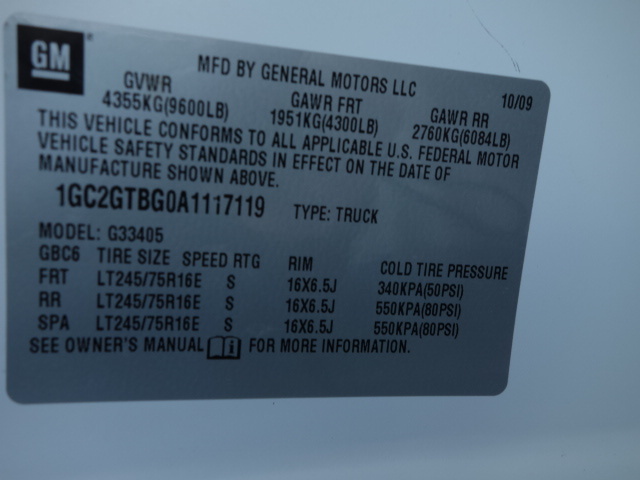 GM
MFD BY GENERAL MOTORS LLC
10/09
GVWR GAWR FRT GAWR RR
4355KG(9600LB) 1951KG(4300LB) 2760KG(6084LB)
THIS VEHICLE CONFORMS TO ALL APPLICABLE U.S. FEDERAL MOTOR
VEHICLE SAFETY STANDARDS IN EFFECT ON THE DATE OF
MANUFACTURE SHOWN ABOVE.
1GC2GTBG0A1117119 TYPE: TRUCK
MODEL: G33405
GBC6 TIRE SIZE SPEED RTG RIM COLD TIRE PRESSURE
FRT LT245/75R16E S 16X6.5J 340KPA(50PSI)
RR LT245/75R16E S 16X6.5J 550KPA(80PSI)
SPA LT245/75R16E S 16X6.5J 550KPA(80PSI)
SEE OWNER'S MANUAL FOR MORE INFORMATION.